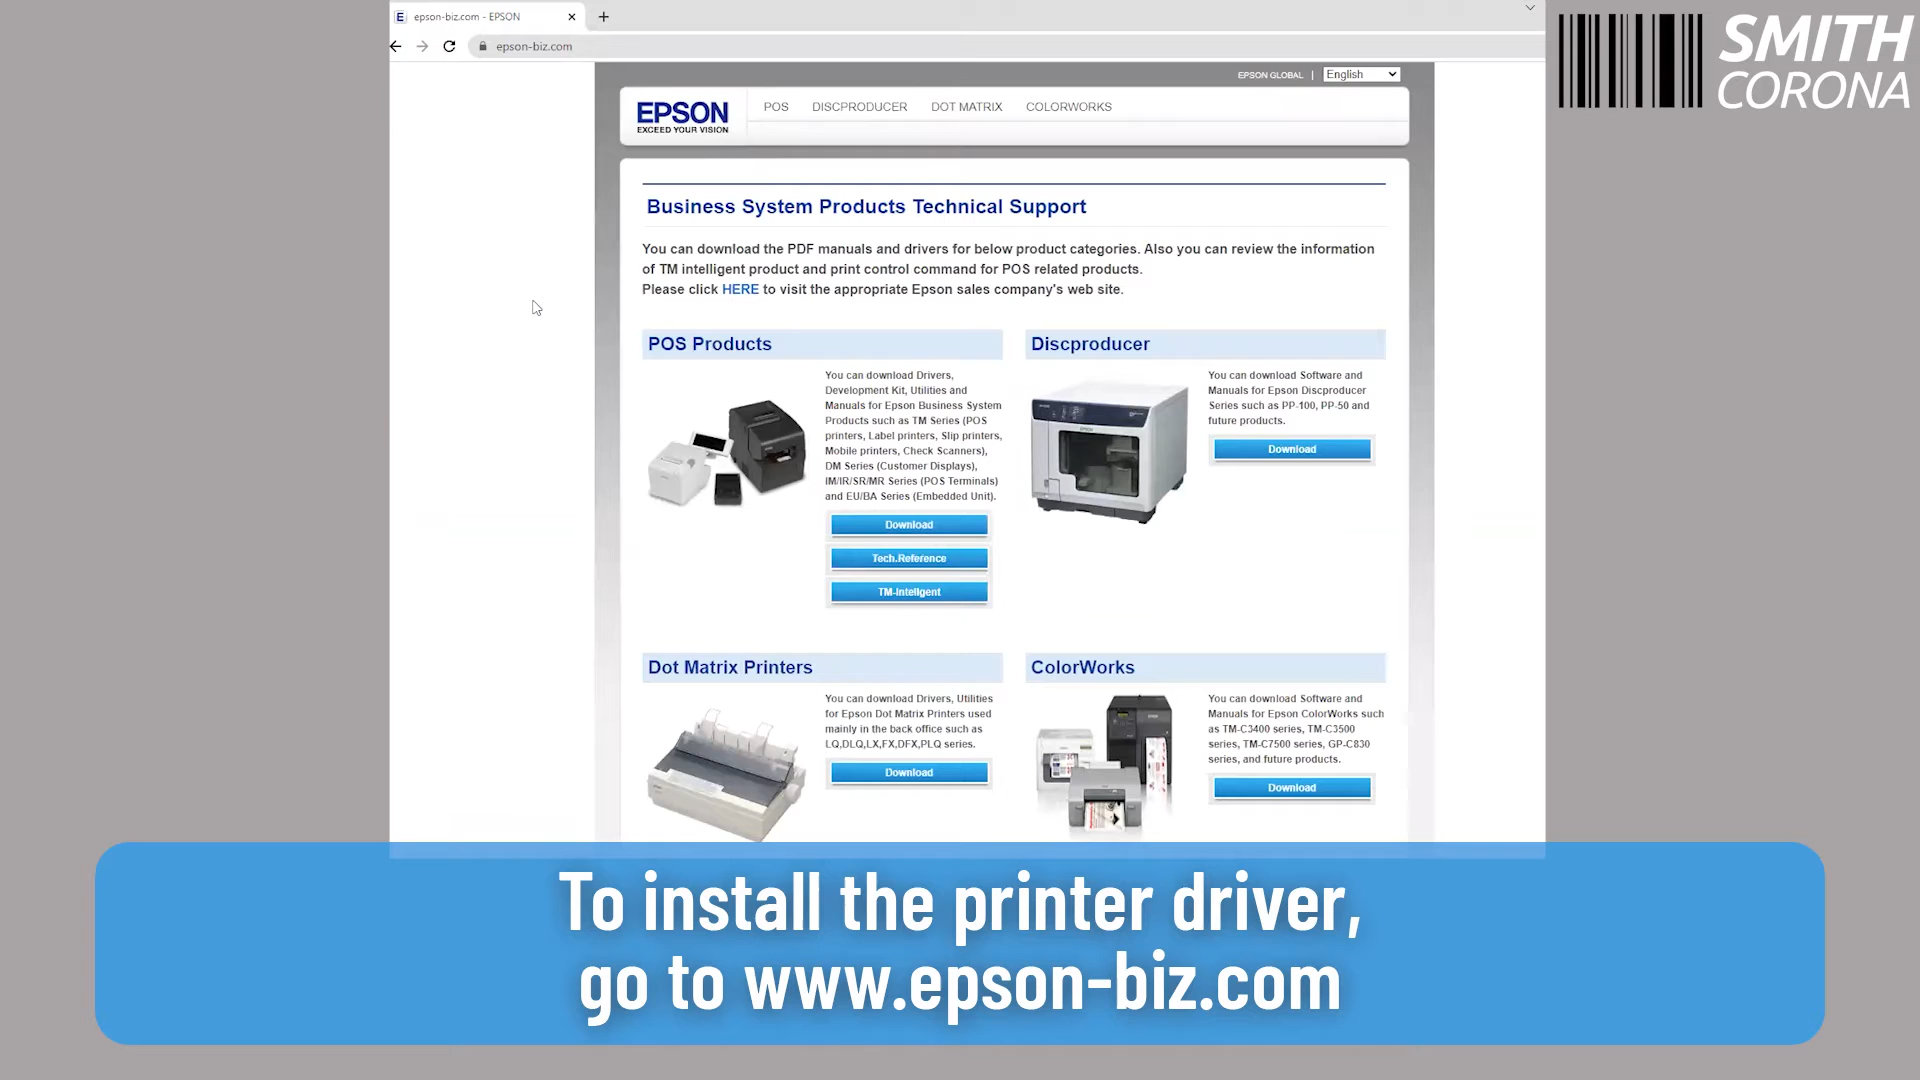 epson-biz.com - EPSON
epson-biz.com
SMITH
CORONA
EPSON GLOBAL | English
EPSON
EXCEED YOUR VISION
POS DISCPRODUCER DOT MATRIX COLORWORKS
Business System Products Technical Support
You can download the PDF manuals and drivers for below product categories. Also you can review the information
of TM intelligent product and print control command for POS related products.
Please click HERE to visit the appropriate Epson sales company's web site.
POS Products
You can download Drivers,
Development Kit, Utilities and
Manuals for Epson Business System
Products such as TM Series (POS
printers, Label printers, Slip printers,
Mobile printers, Check Scanners),
DM Series (Customer Displays),
IM/IR/SR/MR Series (POS Terminals)
and EU/BA Series (Embedded Unit).
Download
Tech.Reference
TM-Intelligent
Discproducer
You can download Software and
Manuals for Epson Discproducer
Series such as PP-100, PP-50 and
future products.
Download
Dot Matrix Printers
You can download Drivers, Utilities
for Epson Dot Matrix Printers used
mainly in the back office such as
LQ,DLQ,LX,FX,DFX,PLQ series.
Download
ColorWorks
You can download Software and
Manuals for Epson ColorWorks such
as TM-C3400 series, TM-C3500
series, TM-C7500 series, GP-C830
series, and future products.
Download
To install the printer driver,
go to www.epson-biz.com